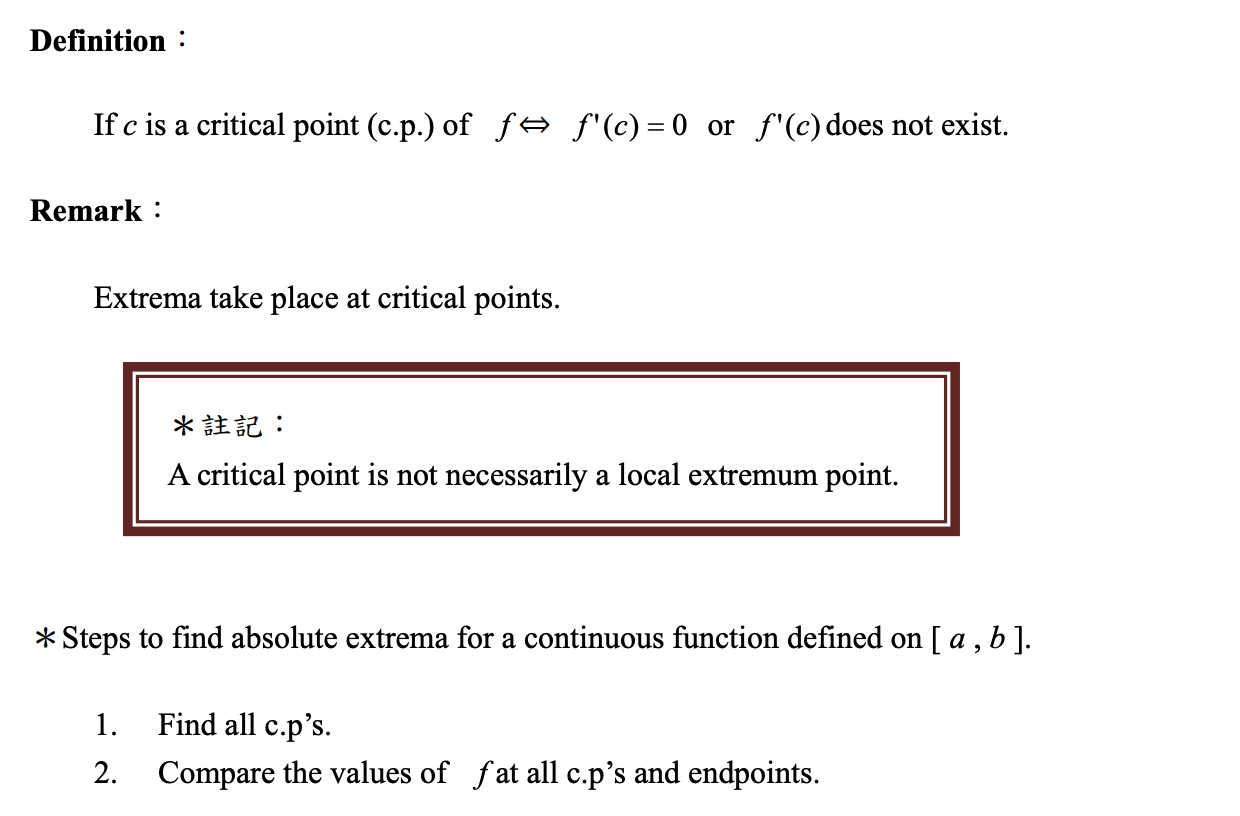 Definition：
If c is a critical point (c.p.) of f ⇔ f'(c) = 0 or f'(c) does not exist.
Remark：
Extrema take place at critical points.
＊註記：
A critical point is not necessarily a local extremum point.
＊Steps to find absolute extrema for a continuous function defined on [ a , b ].
1. Find all c.p’s.
2. Compare the values of f at all c.p’s and endpoints.